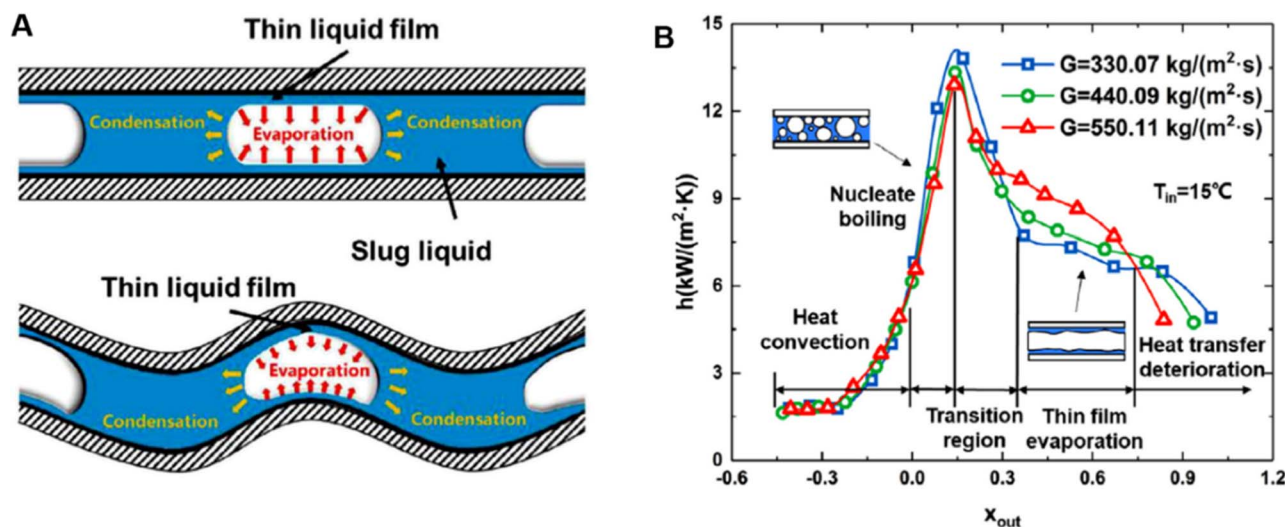 A
Thin liquid film
Condensation
Evaporation
Condensation
Slug liquid
Thin liquid film
Evaporation
Condensation
Condensation
B
15
12
9
6
3
0
h(kW/(m²·K)
G=330.07 kg/(m²·s)
G=440.09 kg/(m²·s)
G=550.11 kg/(m²·s)
T_in=15℃
Nucleate
boiling
Heat
convection
Transition
region
Thin film
evaporation
Heat transfer
deterioration
-0.6
-0.3
0.0
0.3
0.6
0.9
1.2
x_out